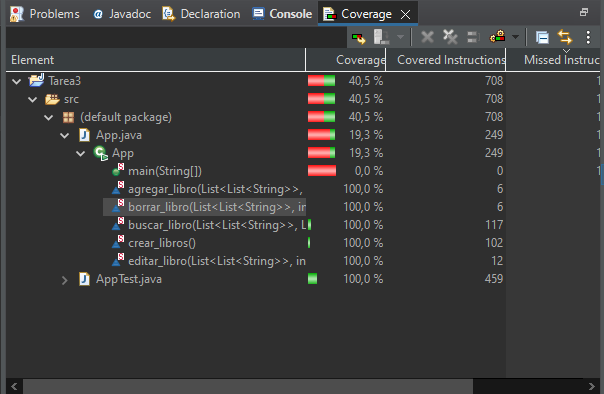 Problems Javadoc Declaration Console Coverage
Element Coverage Covered Instructions Missed Instruc
Tarea3 40,5 % 708 1
src 40,5 % 708 1
(default package) 40,5 % 708 1
App.java 19,3 % 249 1
App 19,3 % 249 1
main(String[]) 0,0 % 0 1
agregar_libro(List<List<String>>, 100,0 % 6
borrar_libro(List<List<String>>, in 100,0 % 6
buscar_libro(List<List<String>>, L 100,0 % 117
crear_libros() 100,0 % 102
editar_libro(List<List<String>>, in 100,0 % 12
AppTest.java 100,0 % 459